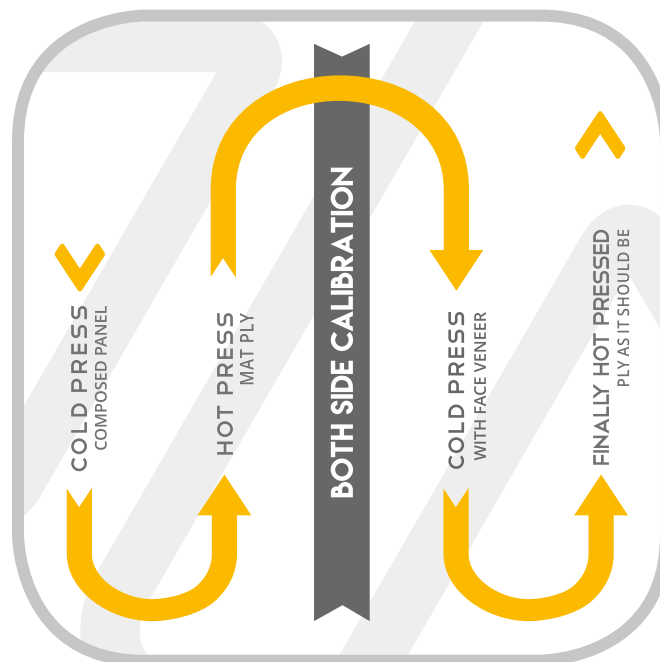 COLD PRESS
COMPOSED PANEL
HOT PRESS
MAT PLY
BOTH SIDE CALIBRATION
COLD PRESS
WITH FACE VENEER
FINALLY HOT PRESSED
PLY AS IT SHOULD BE